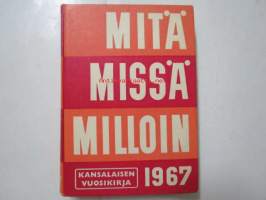 MITÄ
MISSÄ
MILLOIN
KANSALAISEN
VUOSIKIRJA
1967